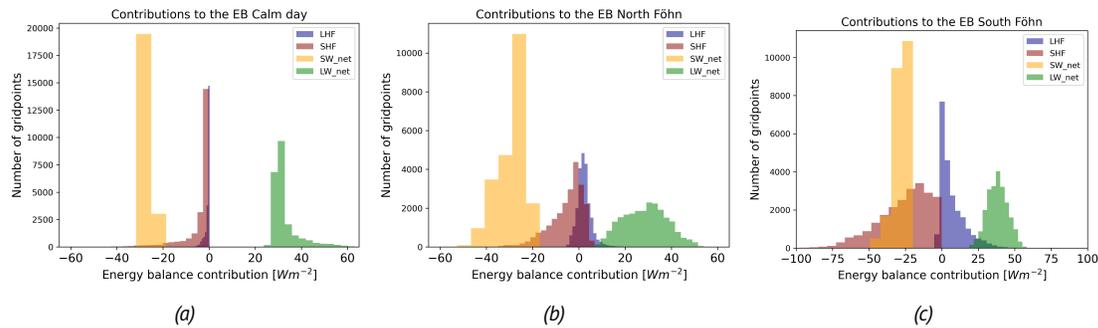 Contributions to the EB Calm day
20000
17500
15000
12500
10000
7500
5000
2500
0
Number of gridpoints
LHF
SHF
SW_net
LW_net
−60 −40 −20 0 20 40 60
Energy balance contribution [Wm⁻²]
(a)
Contributions to the EB North Föhn
10000
8000
6000
4000
2000
0
Number of gridpoints
LHF
SHF
SW_net
LW_net
−60 −40 −20 0 20 40 60
Energy balance contribution [Wm⁻²]
(b)
Contributions to the EB South Föhn
10000
8000
6000
4000
2000
0
Number of gridpoints
LHF
SHF
SW_net
LW_net
−100 −75 −50 −25 0 25 50 75 100
Energy balance contribution [Wm⁻²]
(c)